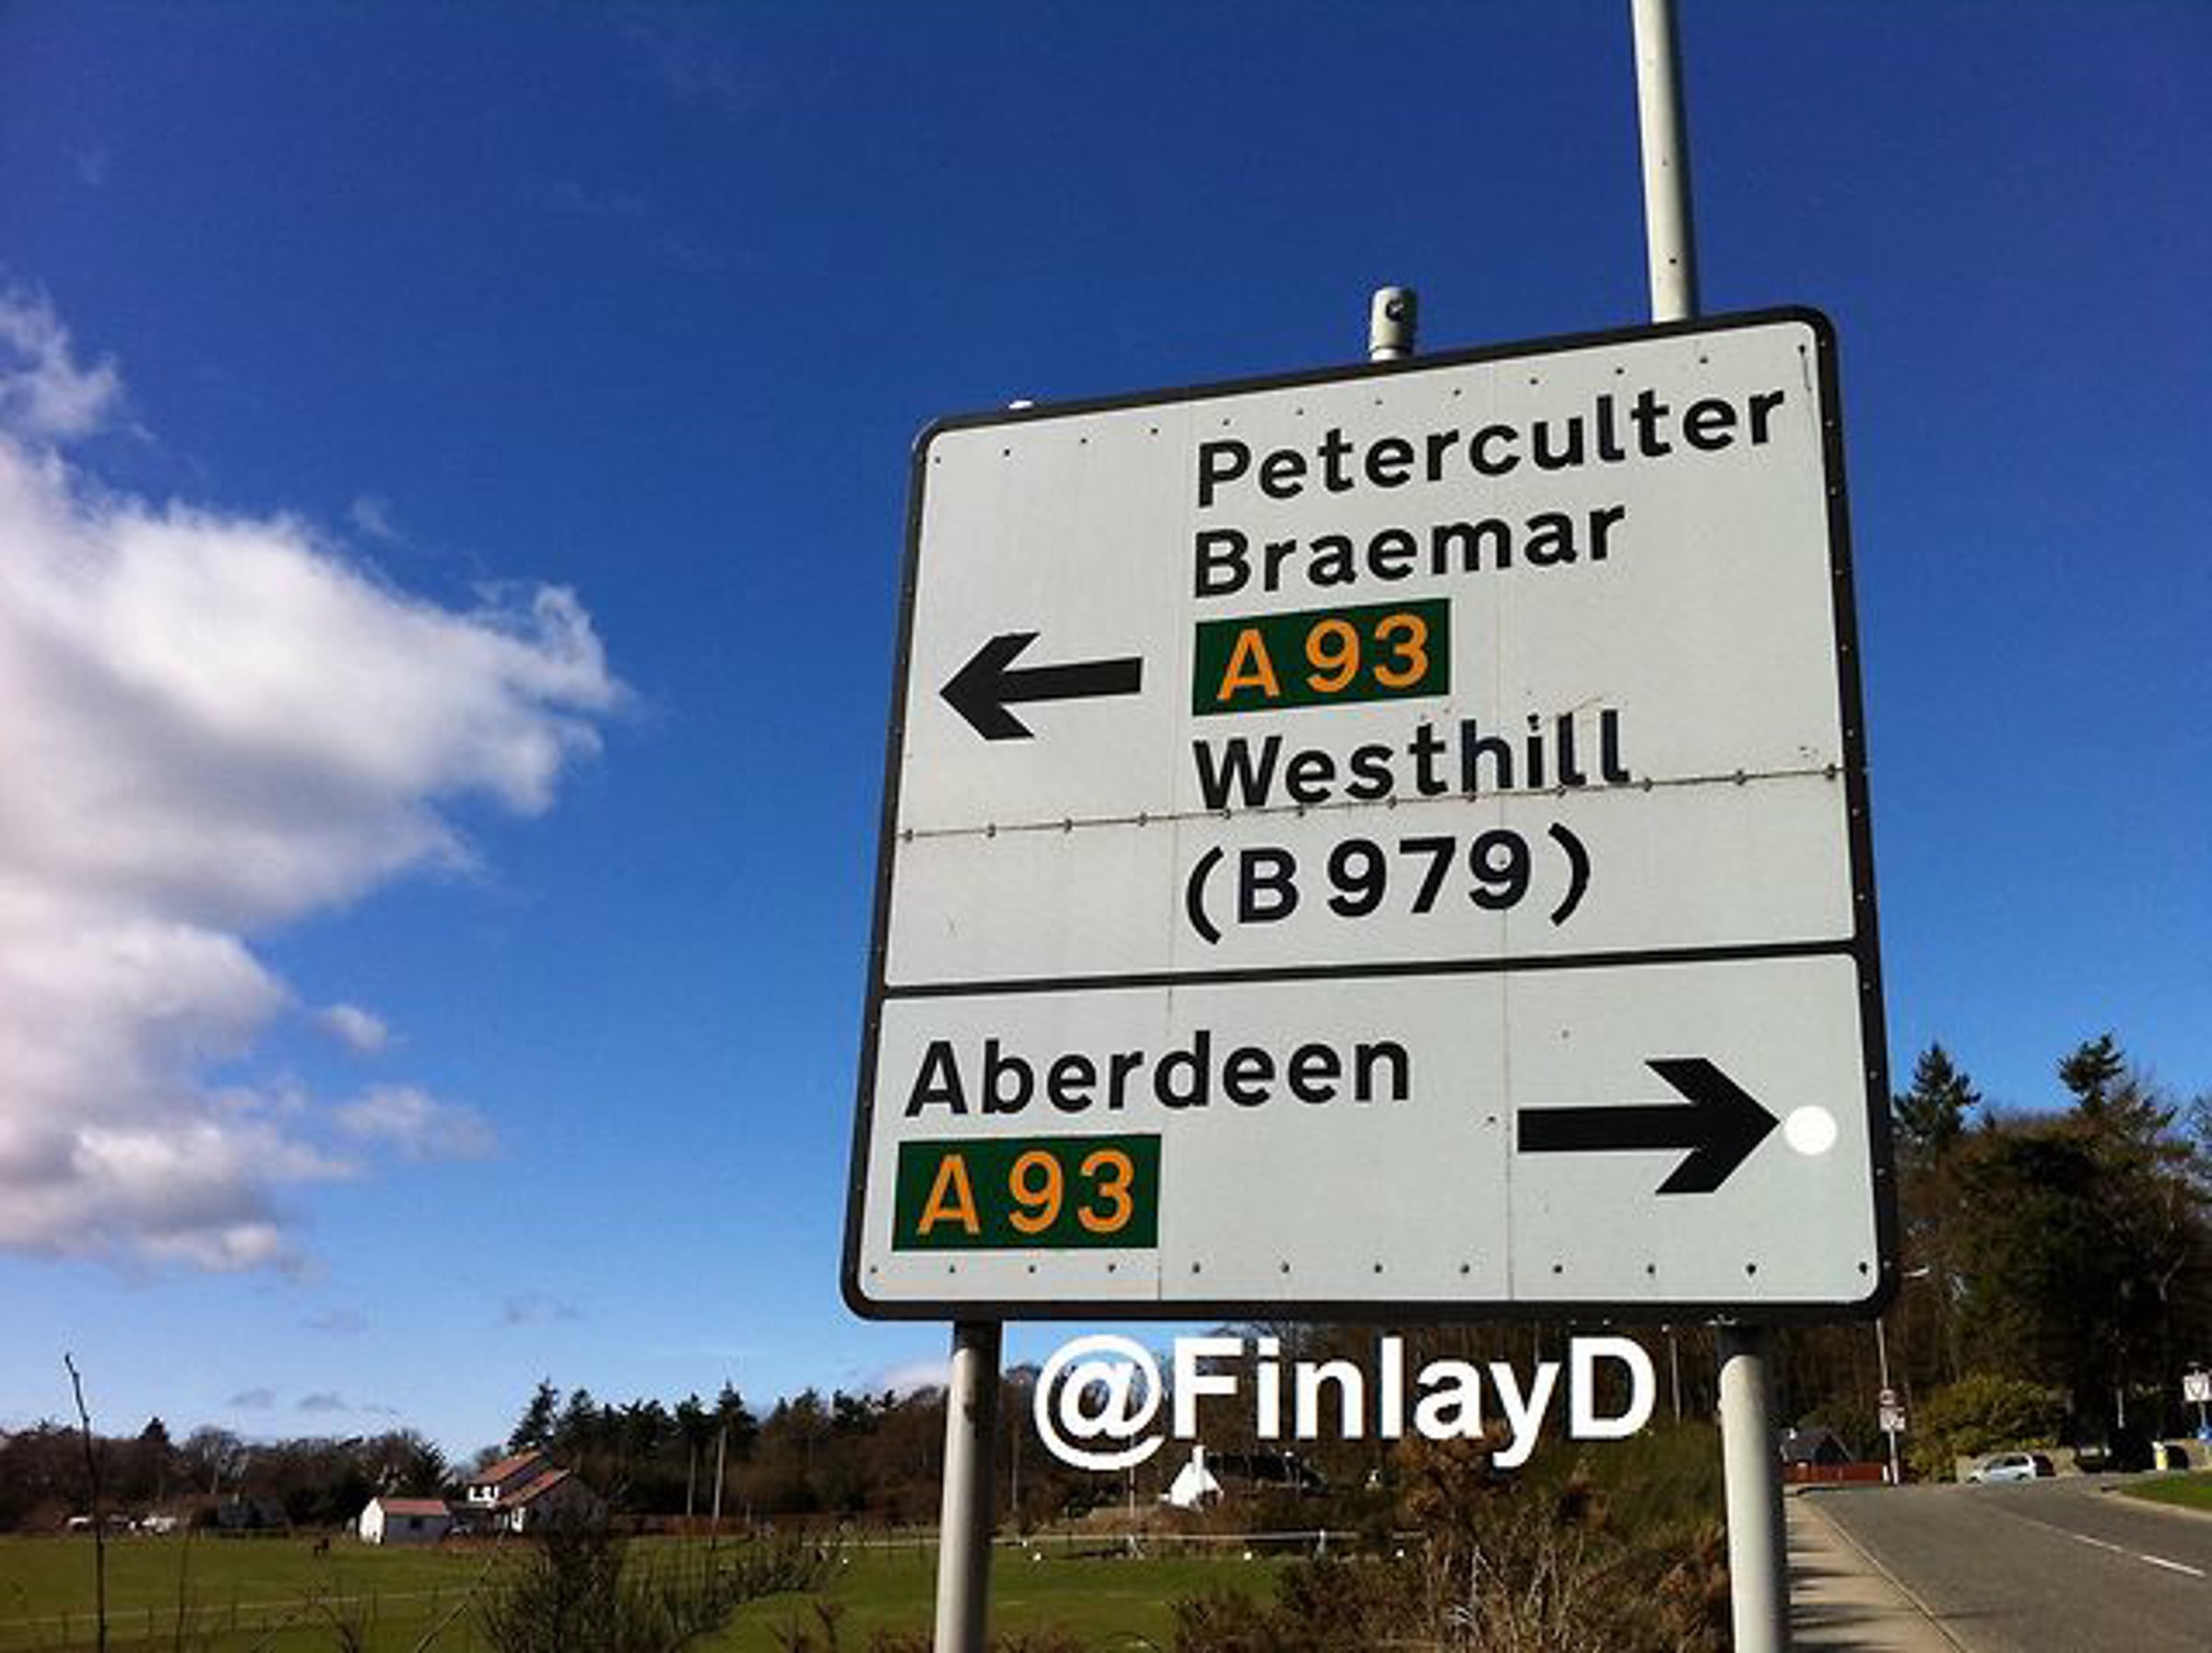 Peterculter
Braemar
A93
Westhill
(B979)
Aberdeen
A93
@FinlayD